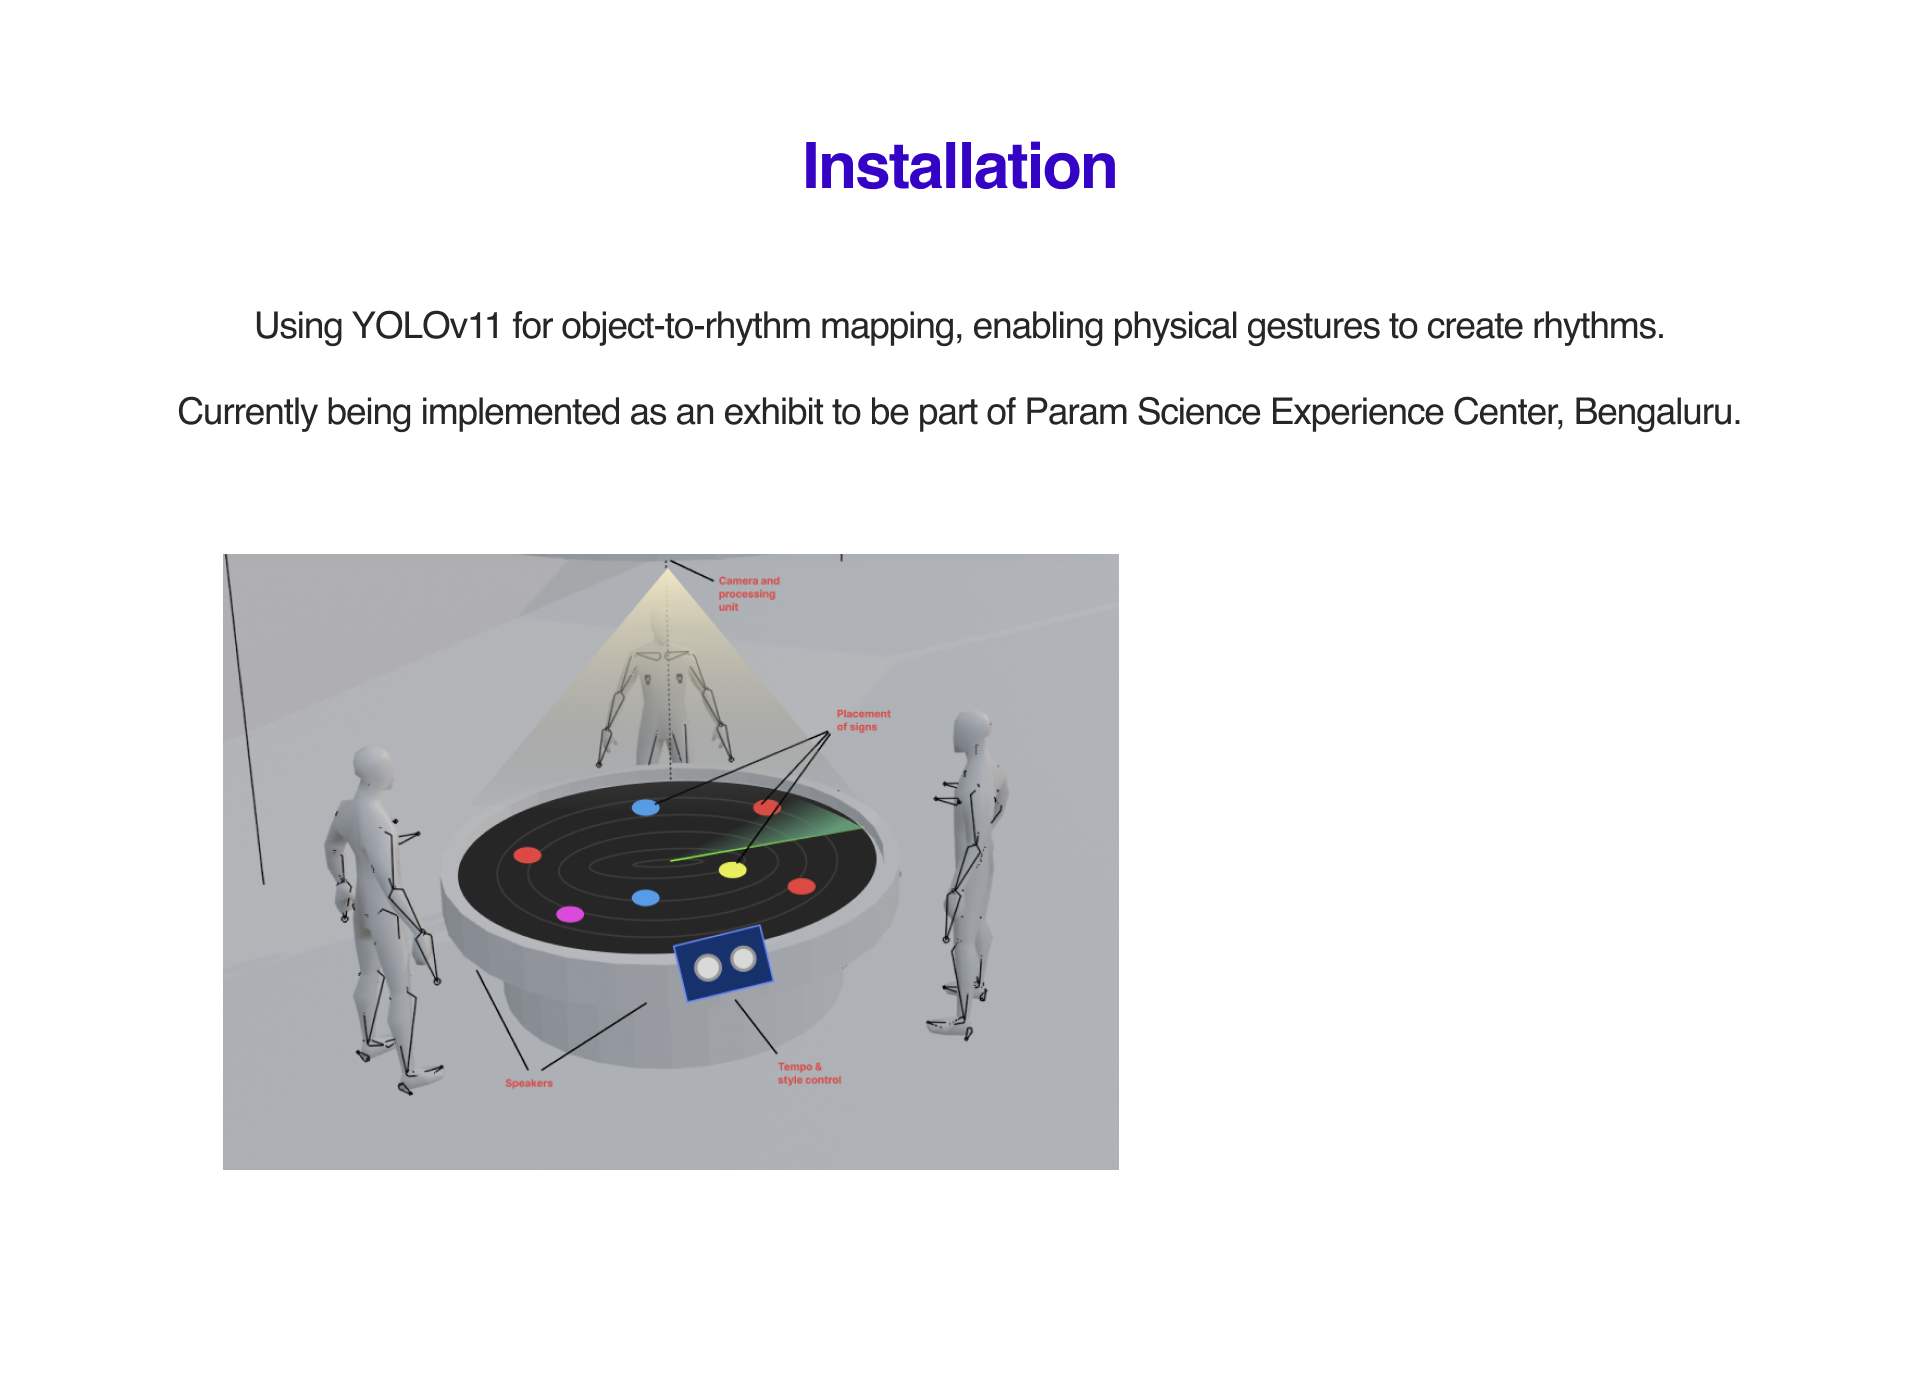 Installation
Using YOLOv11 for object-to-rhythm mapping, enabling physical gestures to create rhythms.
Currently being implemented as an exhibit to be part of Param Science Experience Center, Bengaluru.
Camera and
processing
unit
Placement
of signs
Speakers
Tempo &
style control